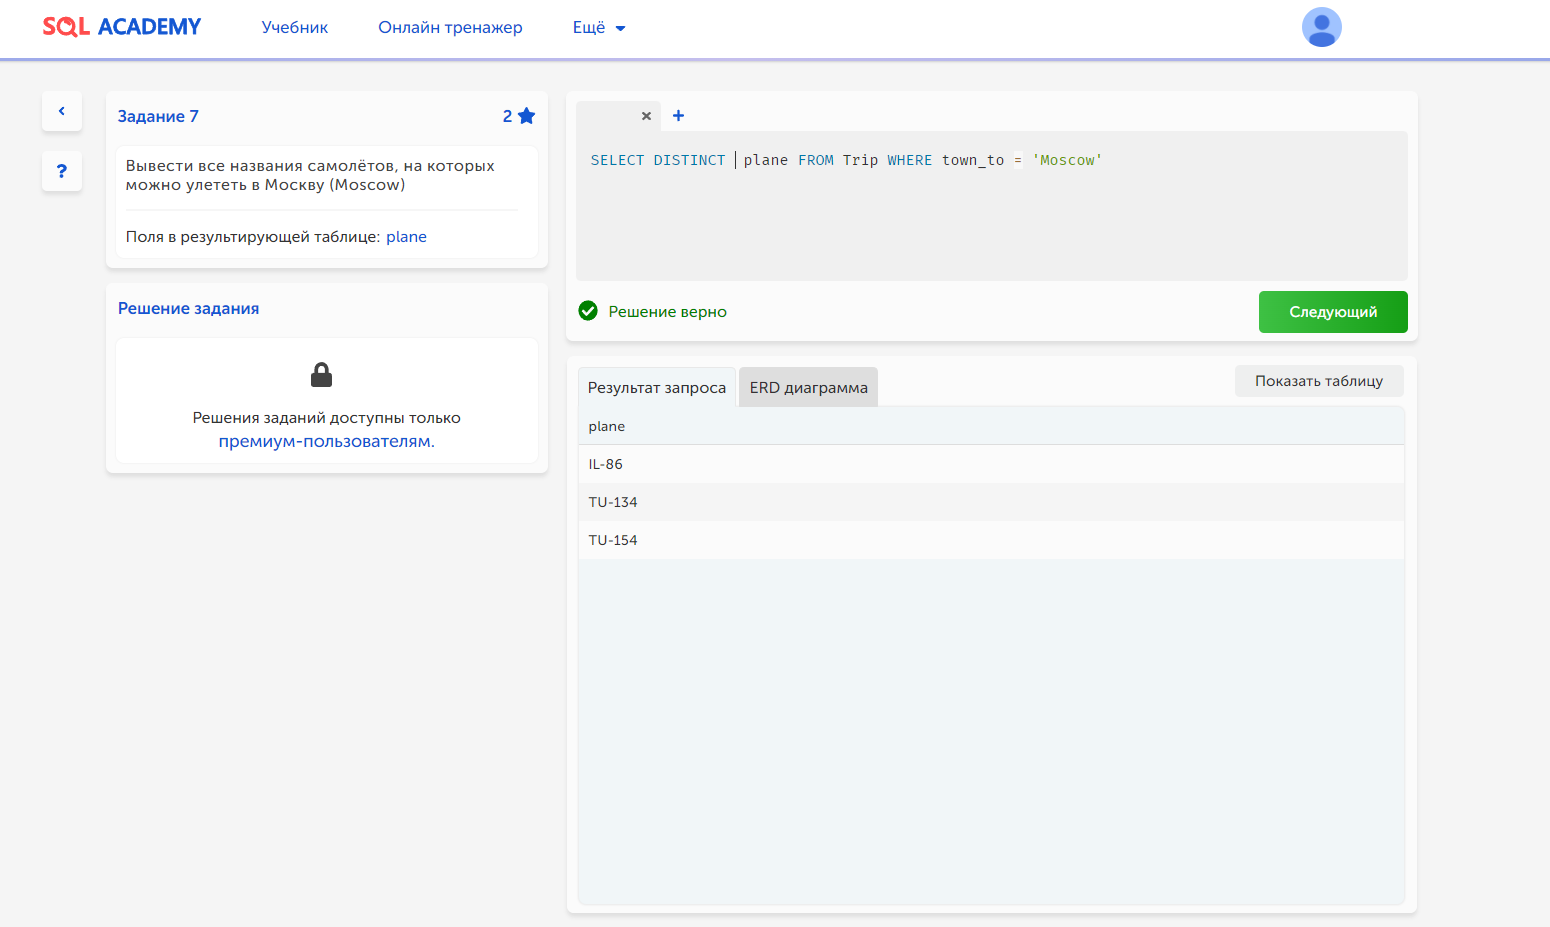 SQL ACADEMY
Учебник
Онлайн тренажер
Ещё
Задание 7
2
Вывести все названия самолётов, на которых
можно улететь в Москву (Moscow)
Поля в результирующей таблице: plane
Решение задания
Решения заданий доступны только
премиум-пользователям.
SELECT DISTINCT plane FROM Trip WHERE town_to = 'Moscow'
Решение верно
Следующий
Результат запроса
ERD диаграмма
Показать таблицу
plane
IL-86
TU-134
TU-154